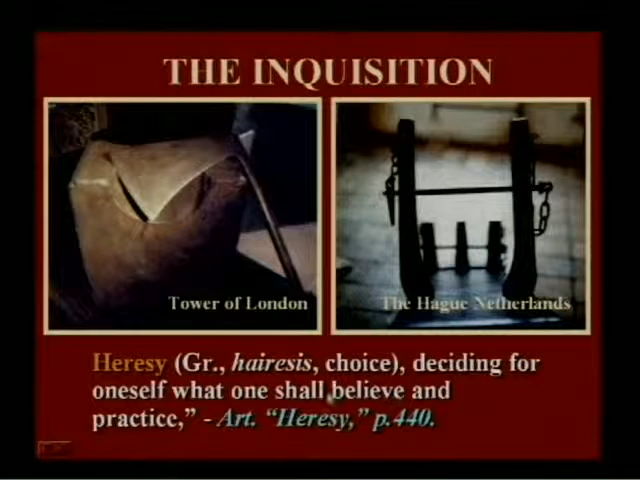 THE INQUISITION
Tower of London
The Hague Netherlands
Heresy (Gr., hairesis, choice), deciding for
oneself what one shall believe and
practice,” - Art. “Heresy,” p.440.